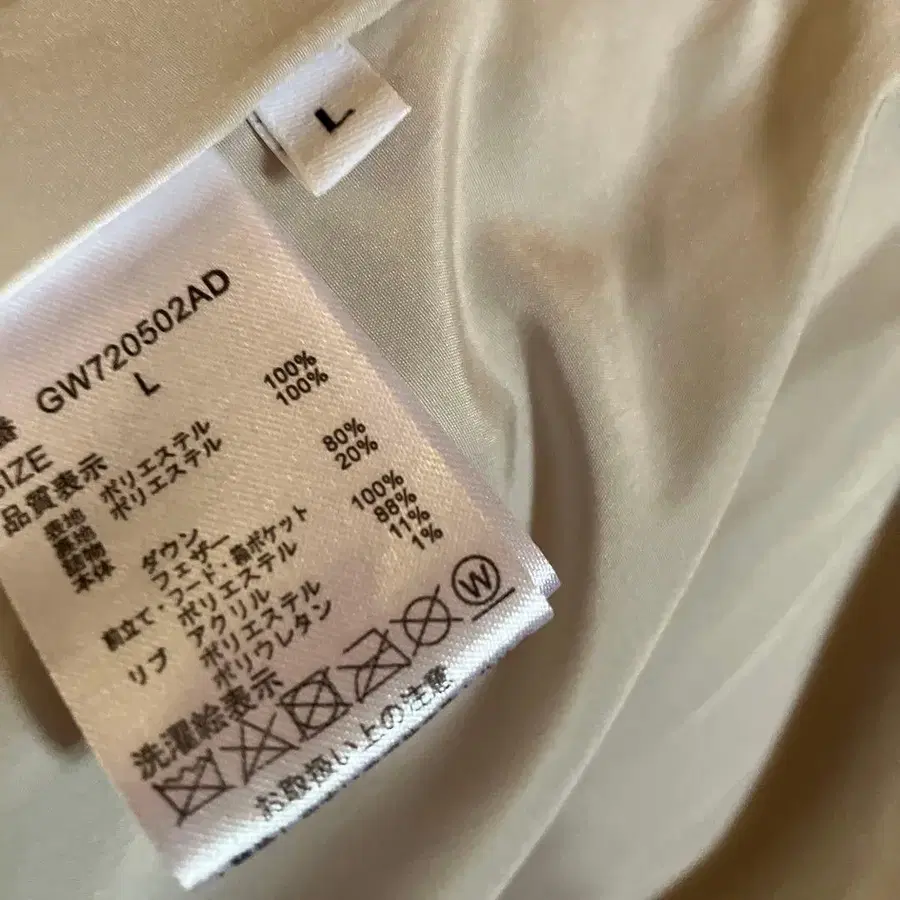 L
番 GW720502AD
SIZE L
品質表示
表地 ポリエステル 100%
裏地 ポリエステル 100%
詰物
本体 ダウン 80%
フェザー 20%
前立て・フード・箱ポケット
ポリエステル 100%
リブ アクリル 88%
ポリエステル 11%
ポリウレタン 1%
洗濯絵表示
W
お取扱い上の注意